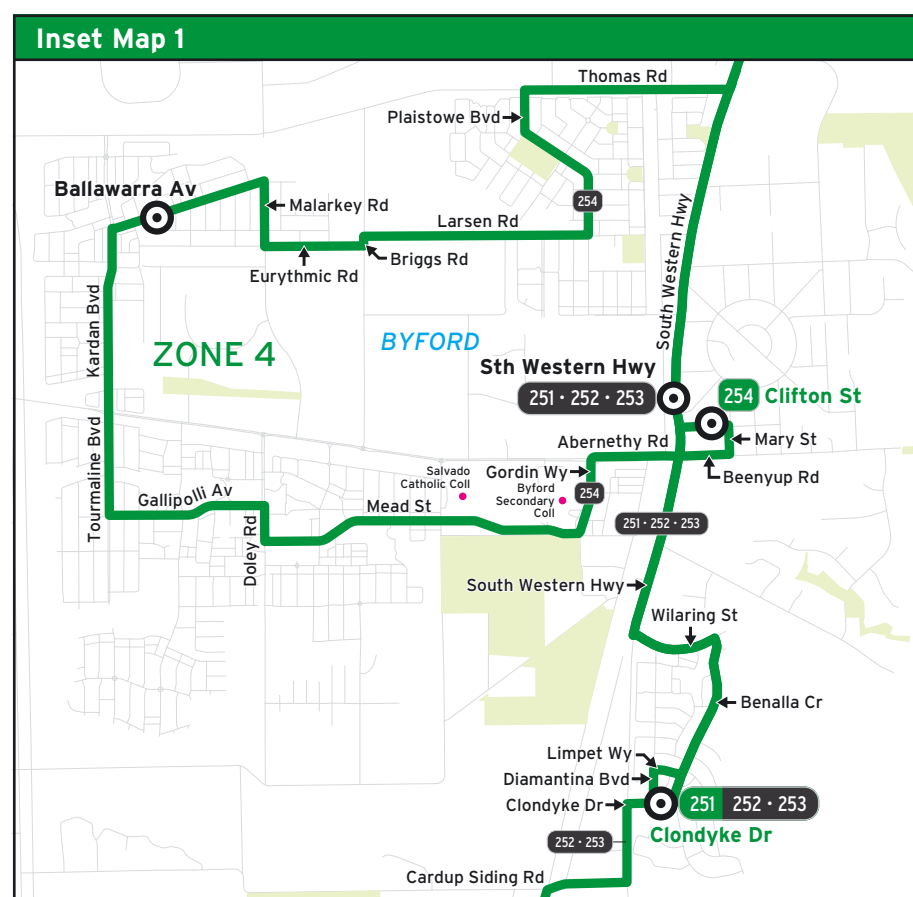 Inset Map 1
Thomas Rd
Plaistowe Bvd
Ballawarra Av
Malarkey Rd
254
Larsen Rd
Briggs Rd
Eurythmic Rd
South Western Hwy
Kardan Bvd
ZONE 4
BYFORD
Sth Western Hwy
251 · 252 · 253
254 Clifton St
Abernethy Rd
Mary St
Beenyup Rd
Gordin Wy
Salvado
Catholic Coll
Byford
Secondary
Coll
254
Tourmaline Bvd
Gallipolli Av
Mead St
Doley Rd
251 · 252 · 253
South Western Hwy
Wilaring St
Benalla Cr
Limpet Wy
Diamantina Bvd
Clondyke Dr
251 252 · 253
Clondyke Dr
252 · 253
Cardup Siding Rd